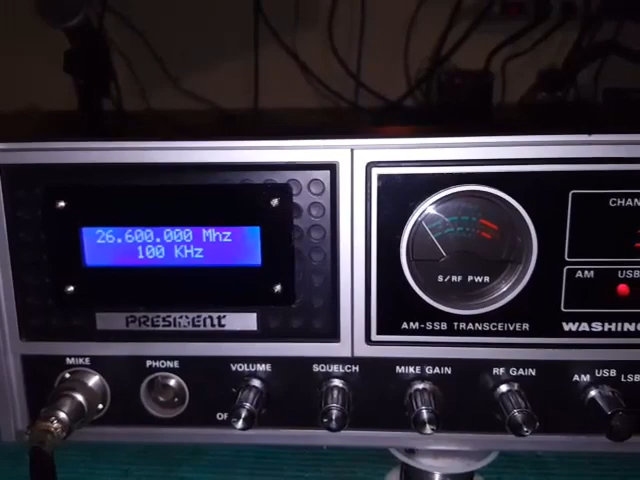 26.600.000 Mhz
100 KHz
PRESIDENT
S/RF PWR
AM-SSB TRANSCEIVER
CHAN
AM USB
WASHING
MIKE
PHONE
VOLUME
OF
SQUELCH
MIKE GAIN
RF GAIN
AM USB LSB